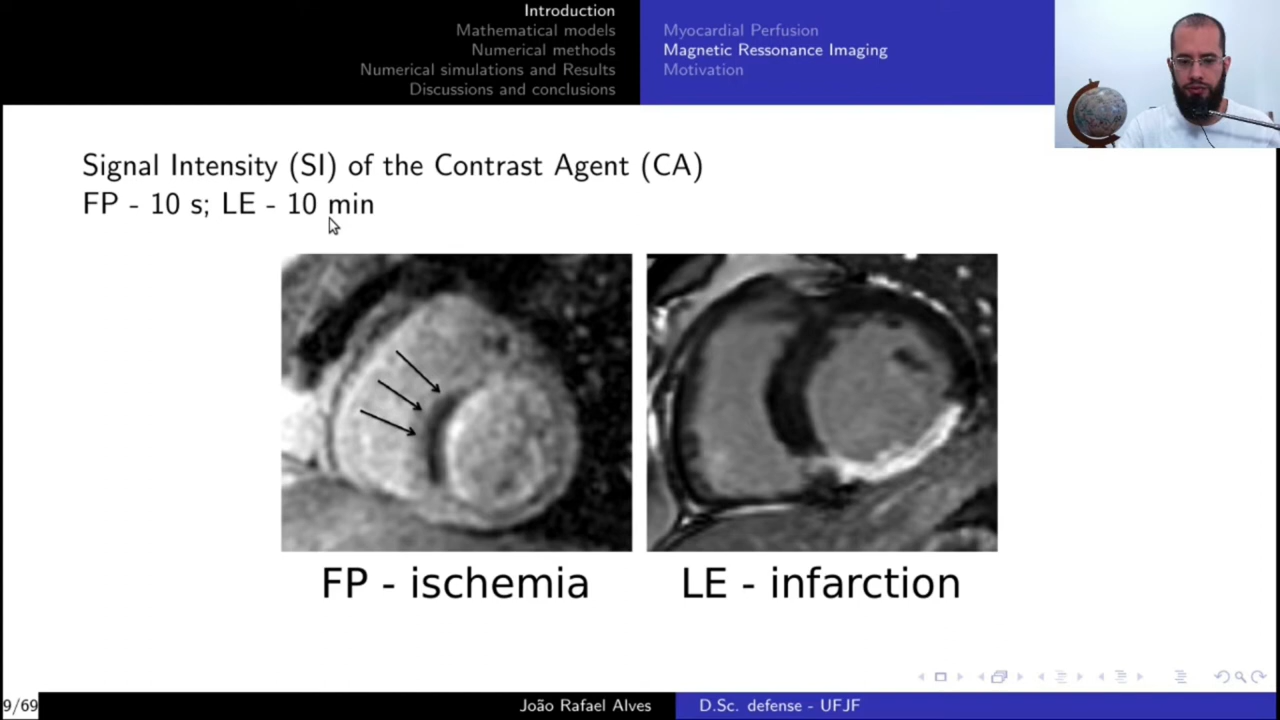 Introduction
Mathematical models
Numerical methods
Numerical simulations and Results
Discussions and conclusions
Myocardial Perfusion
Magnetic Ressonance Imaging
Motivation
Signal Intensity (SI) of the Contrast Agent (CA)
FP - 10 s; LE - 10 min
FP - ischemia
LE - infarction
9/69
João Rafael Alves
D.Sc. defense - UFJF